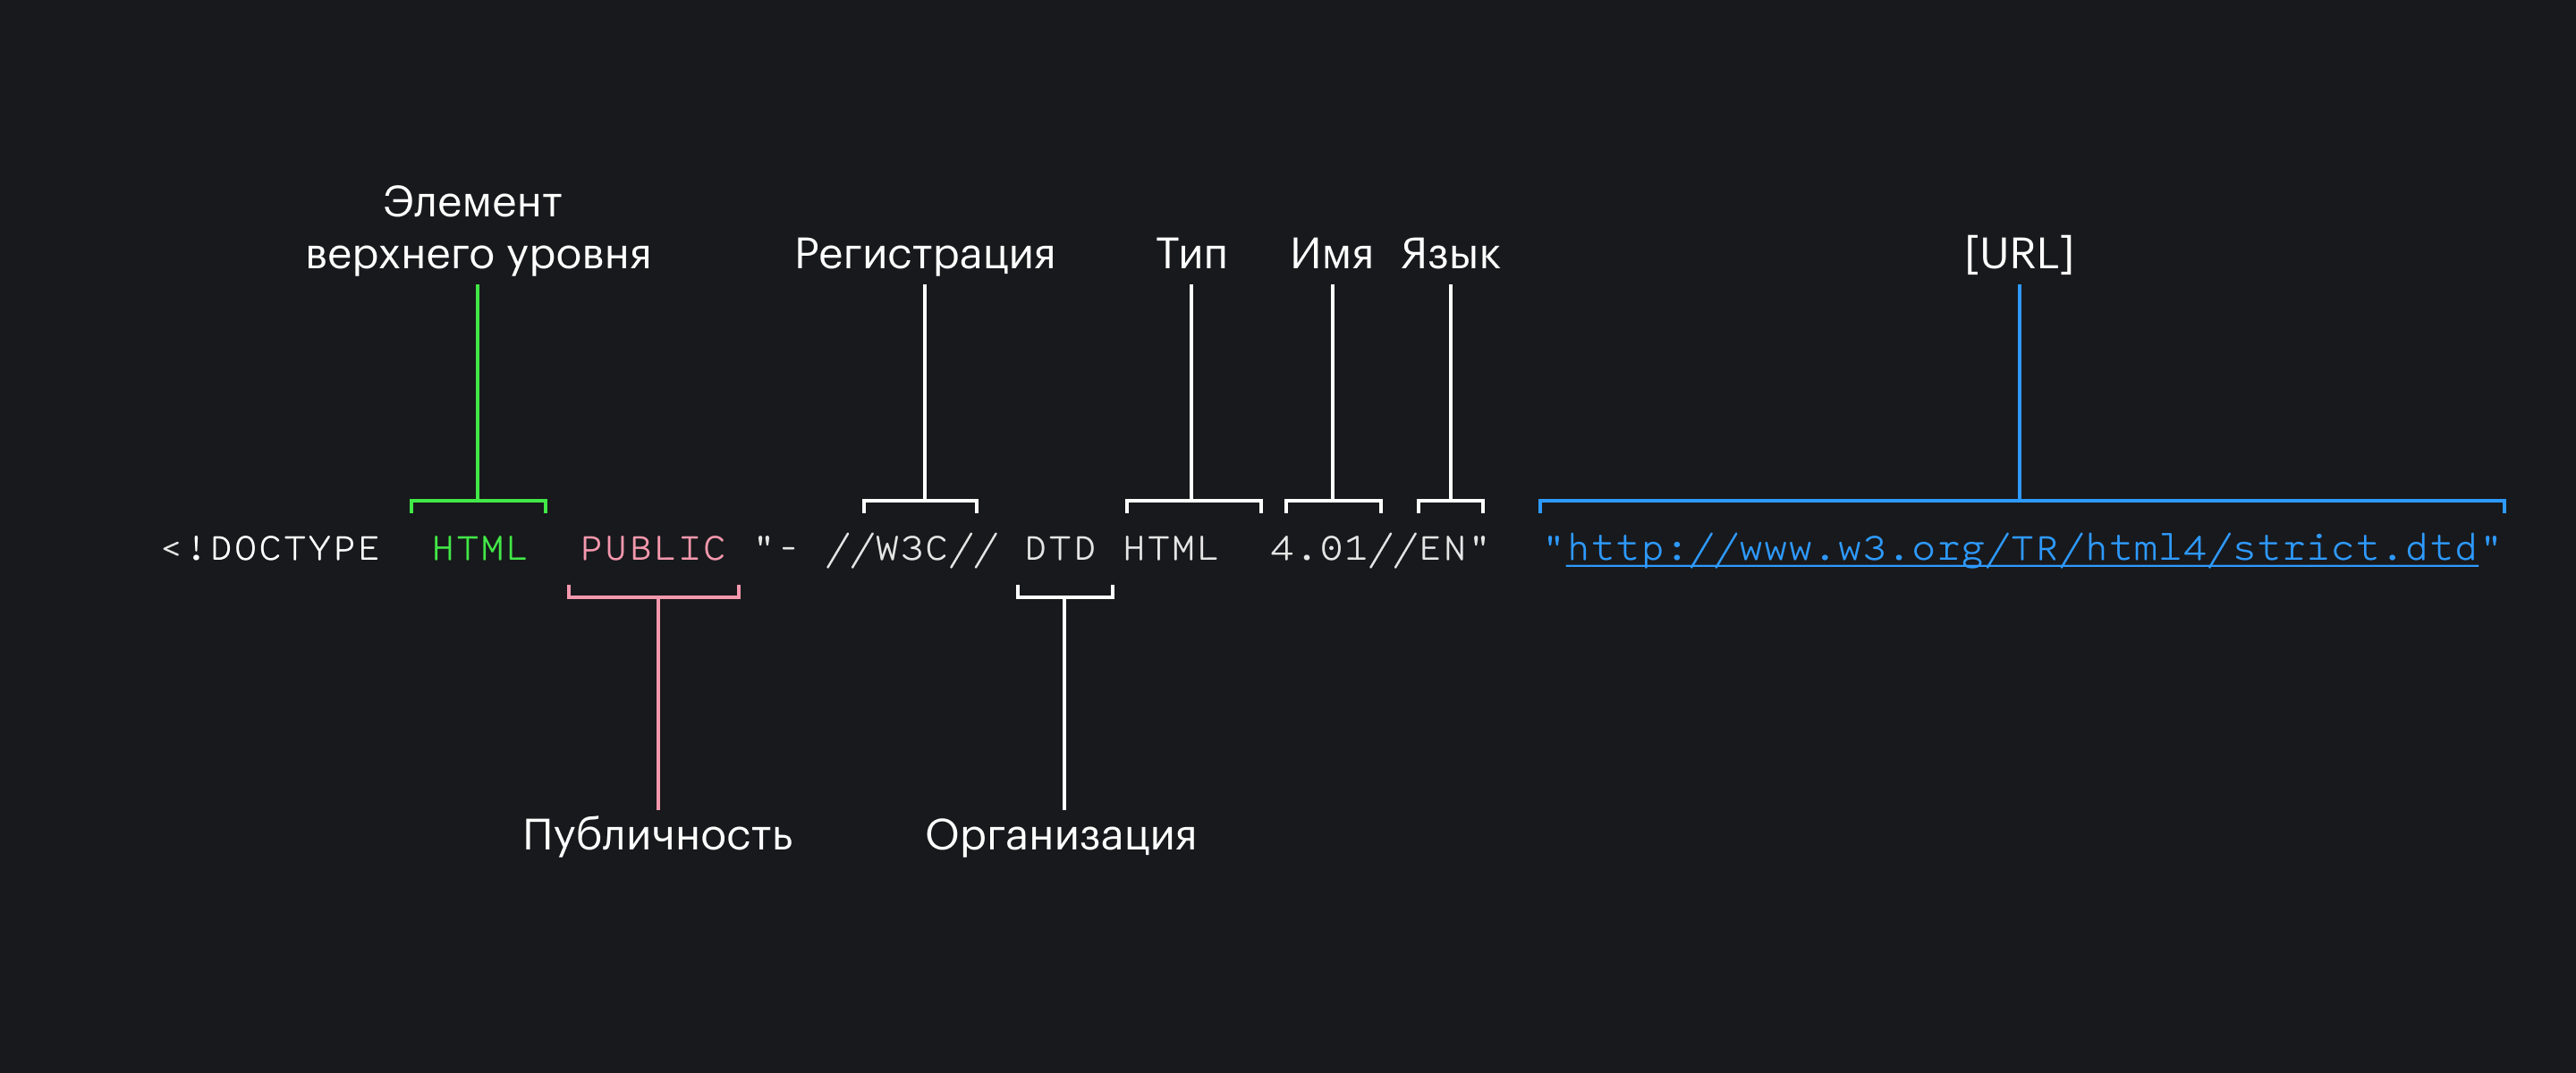 Элемент
верхнего уровня
Регистрация
Тип
Имя
Язык
[URL]
<!DOCTYPE HTML PUBLIC "- //W3C// DTD HTML 4.01//EN" "http://www.w3.org/TR/html4/strict.dtd"
Публичность
Организация